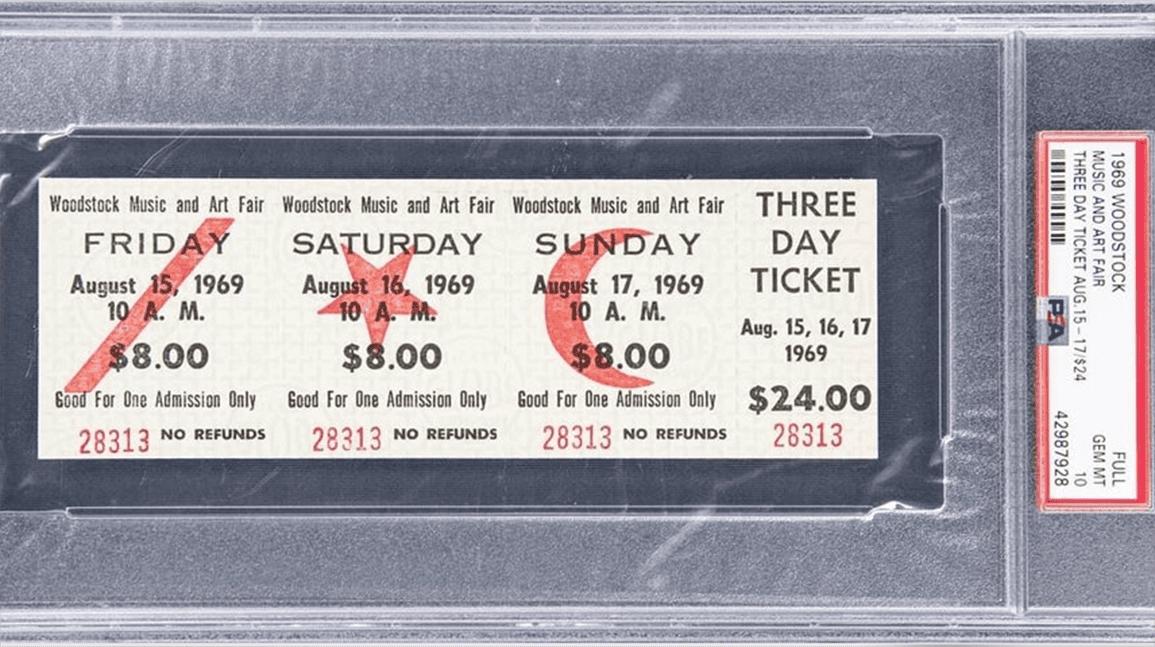 Woodstock Music and Art Fair
FRIDAY
August 15, 1969
10 A. M.
$8.00
Good For One Admission Only
28313 NO REFUNDS
Woodstock Music and Art Fair
SATURDAY
August 16, 1969
10 A. M.
$8.00
Good For One Admission Only
28313 NO REFUNDS
Woodstock Music and Art Fair
SUNDAY
August 17, 1969
10 A. M.
$8.00
Good For One Admission Only
28313 NO REFUNDS
THREE
DAY
TICKET
Aug. 15, 16, 17
1969
$24.00
28313
1969 WOODSTOCK FULL
MUSIC AND ART FAIR GEM MT
THREE DAY TICKET AUG.15-17/$24 10
PSA 42987928